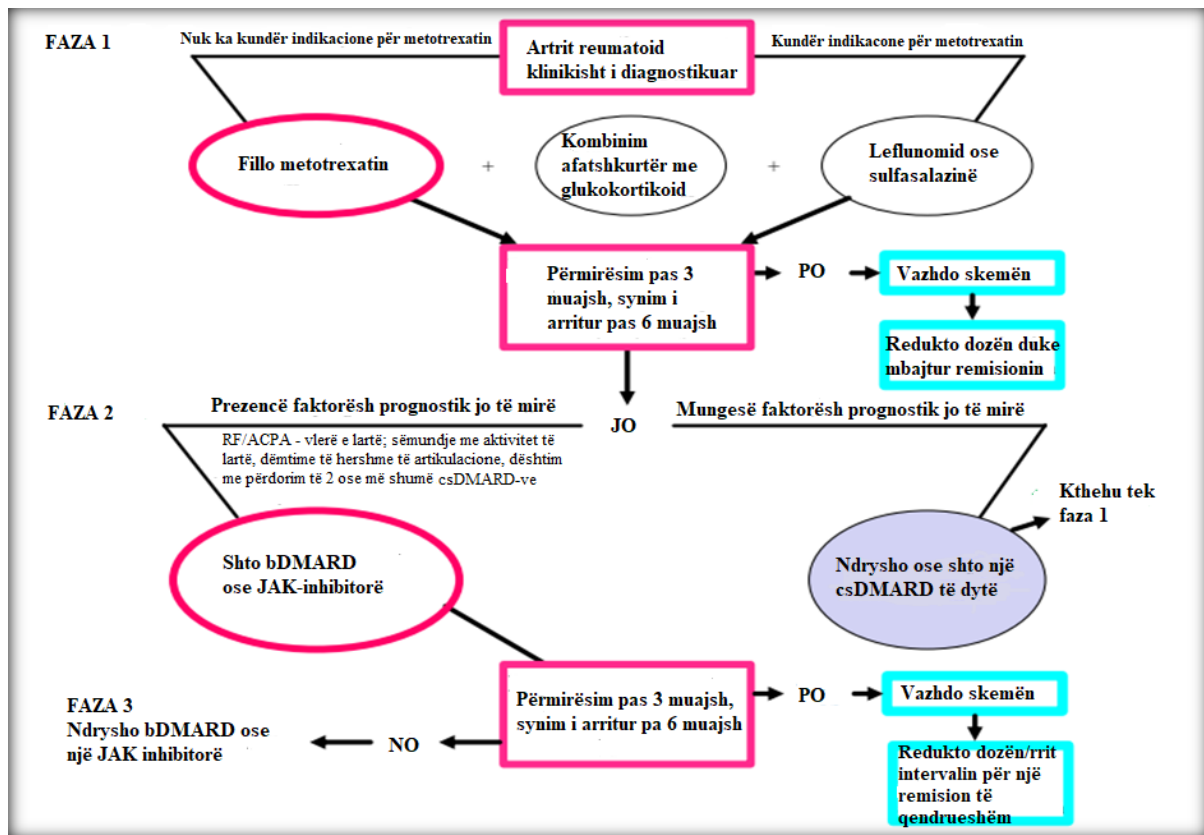 FAZA 1
Nuk ka kundër indikacione për metotrexatin
Artrit reumatoid
klinikisht i diagnostikuar
Kundër indikacone për metotrexatin
Fillo metotrexatin
+
Kombinim
afatshkurtër me
glukokortikoid
+
Leflunomid ose
sulfasalazinë
Përmirësim pas 3
muajsh, synim i
arritur pas 6 muajsh
PO
Vazhdo skemën
Redukto dozën duke
mbajtur remisionin
FAZA 2
Prezencë faktorësh prognostik jo të mirë
JO
Mungesë faktorësh prognostik jo të mirë
RF/ACPA - vlerë e lartë; sëmundje me aktivitet të
lartë, dëmtime të hershme të artikulacione, dështim
me përdorim të 2 ose më shumë csDMARD-ve
Kthehu tek
faza 1
Shto bDMARD
ose JAK-inhibitorë
Ndrysho ose shto një
csDMARD të dytë
FAZA 3
Ndrysho bDMARD ose
një JAK inhibitorë
NO
Përmirësim pas 3 muajsh,
synim i arritur pa 6 muajsh
PO
Vazhdo skemën
Redukto dozën/rrit
intervalin për një
remision të
qendrueshëm